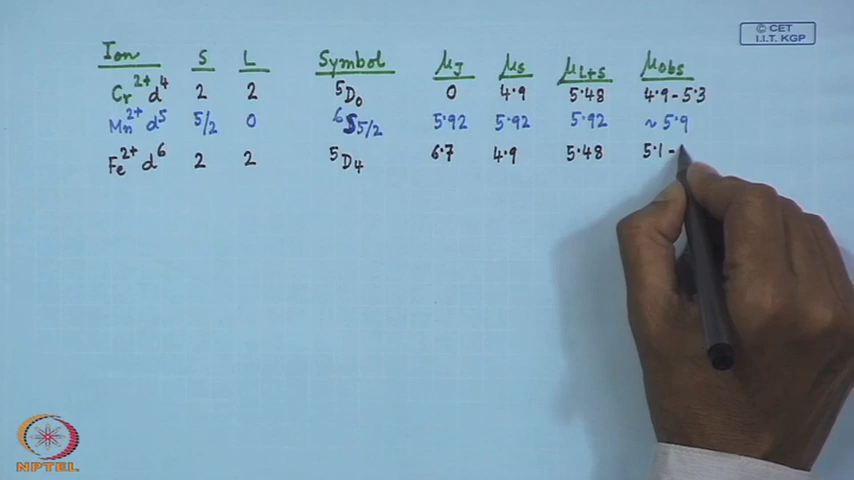 © CET
I.I.T. KGP
Ion S L Symbol μJ μS μL+S μobs
Cr²⁺ d⁴ 2 2 ⁵D₀ 0 4.9 5.48 4.9-5.3
Mn²⁺ d⁵ 5/2 0 ⁶S₅/₂ 5.92 5.92 5.92 ~5.9
Fe²⁺ d⁶ 2 2 ⁵D₄ 6.7 4.9 5.48 5.1-
NPTEL